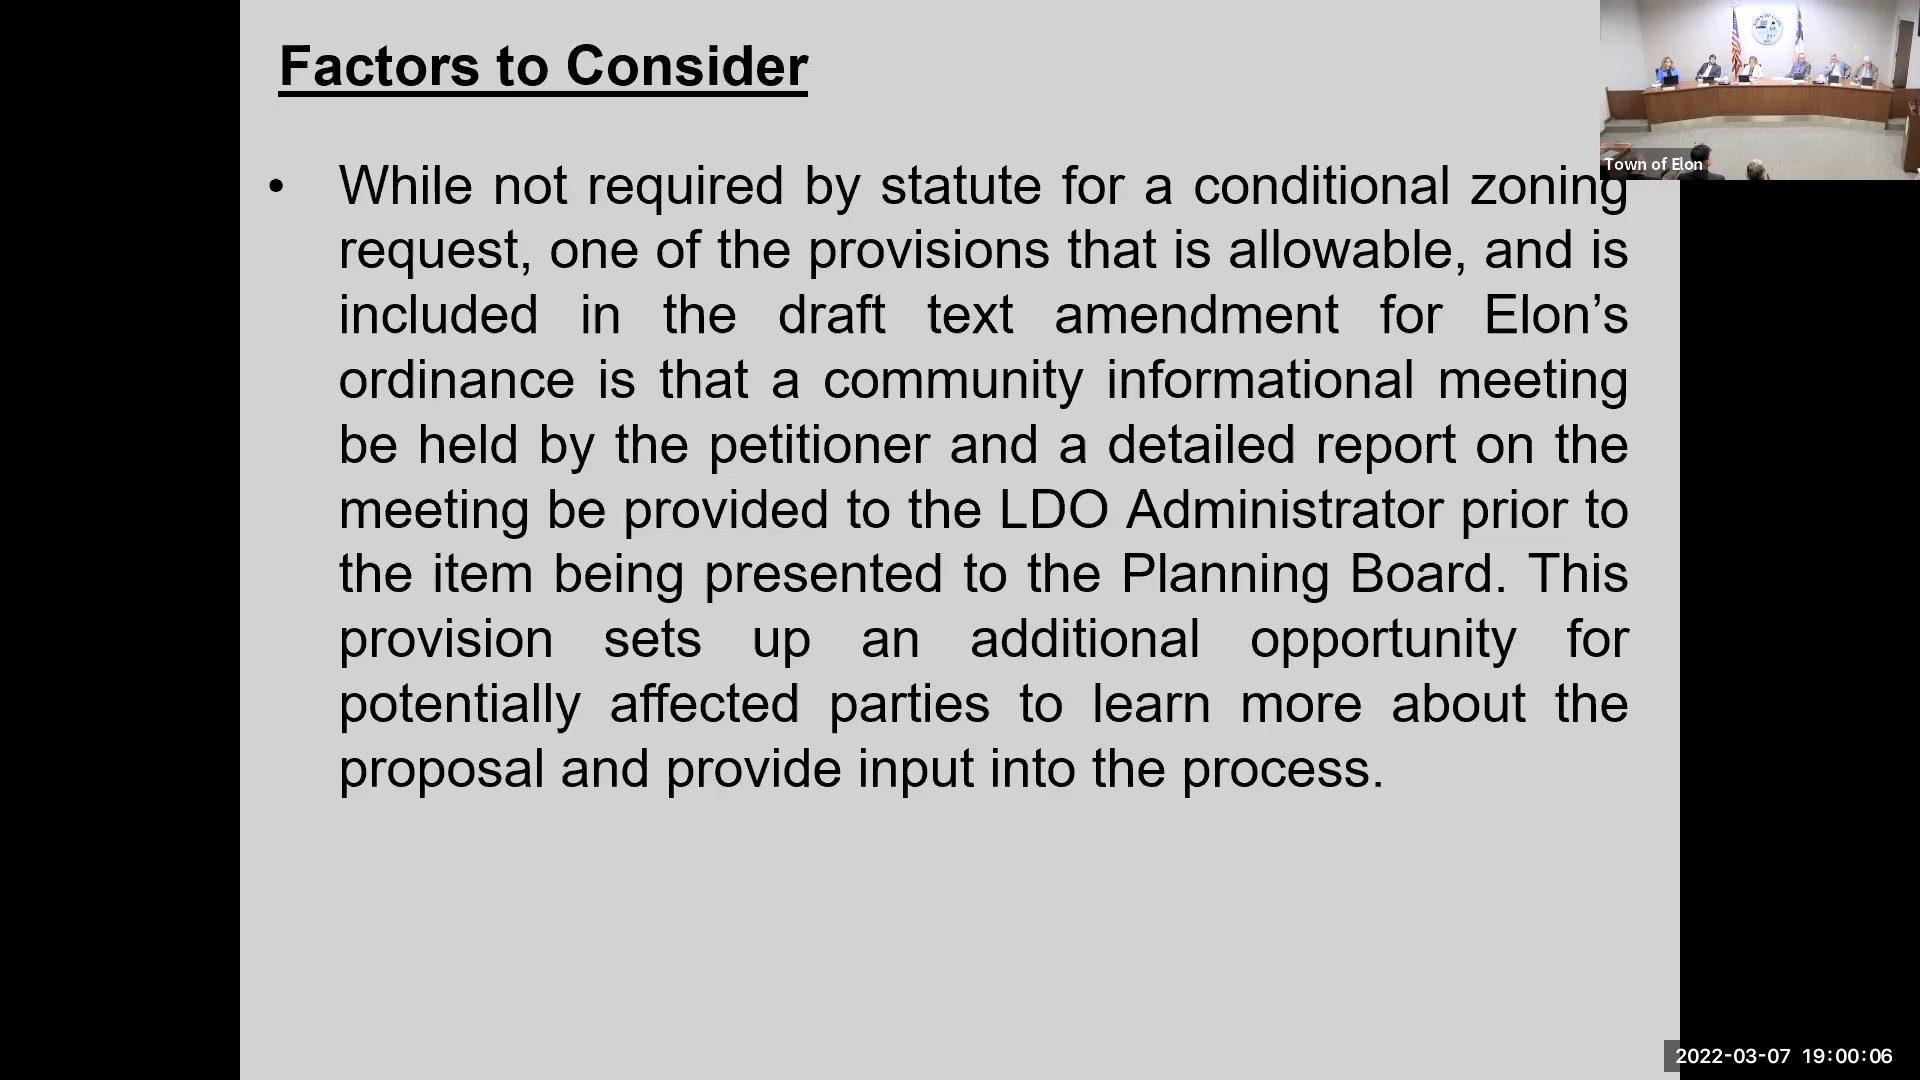 Factors to Consider
• While not required by statute for a conditional zoning
request, one of the provisions that is allowable, and is
included in the draft text amendment for Elon’s
ordinance is that a community informational meeting
be held by the petitioner and a detailed report on the
meeting be provided to the LDO Administrator prior to
the item being presented to the Planning Board. This
provision sets up an additional opportunity for
potentially affected parties to learn more about the
proposal and provide input into the process.
Town of Elon
2022-03-07 19:00:06